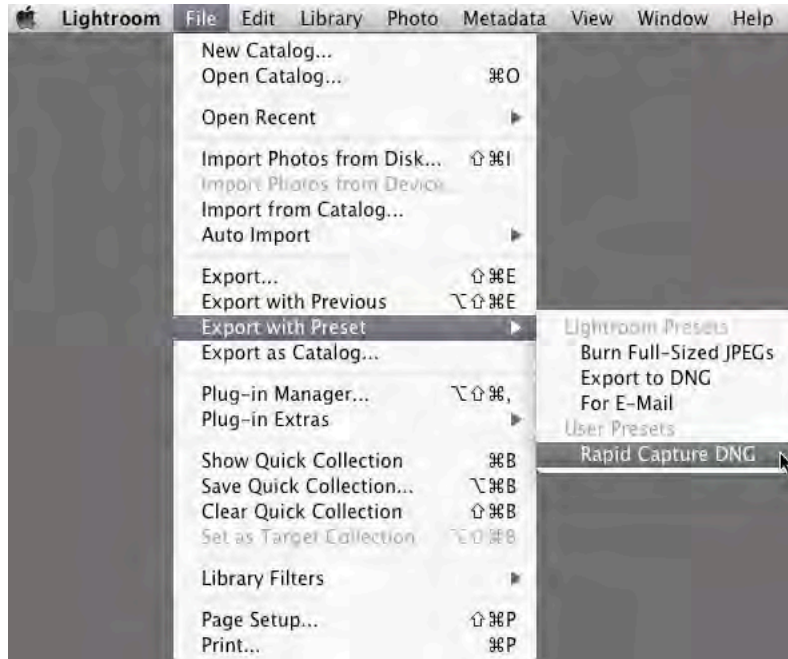 Lightroom File Edit Library Photo Metadata View Window Help
New Catalog...
Open Catalog... ⌘O
Open Recent
Import Photos from Disk... ⇧⌘I
Import Photos from Device...
Import from Catalog...
Auto Import
Export... ⇧⌘E
Export with Previous ⌥⇧⌘E
Export with Preset
Export as Catalog...
Plug-in Manager... ⌥⇧⌘,
Plug-in Extras
Show Quick Collection ⌘B
Save Quick Collection... ⌥⌘B
Clear Quick Collection ⇧⌘B
Set as Target Collection ⌥⇧⌘B
Library Filters
Page Setup... ⇧⌘P
Print... ⌘P
Lightroom Presets
Burn Full-Sized JPEGs
Export to DNG
For E-Mail
User Presets
Rapid Capture DNG